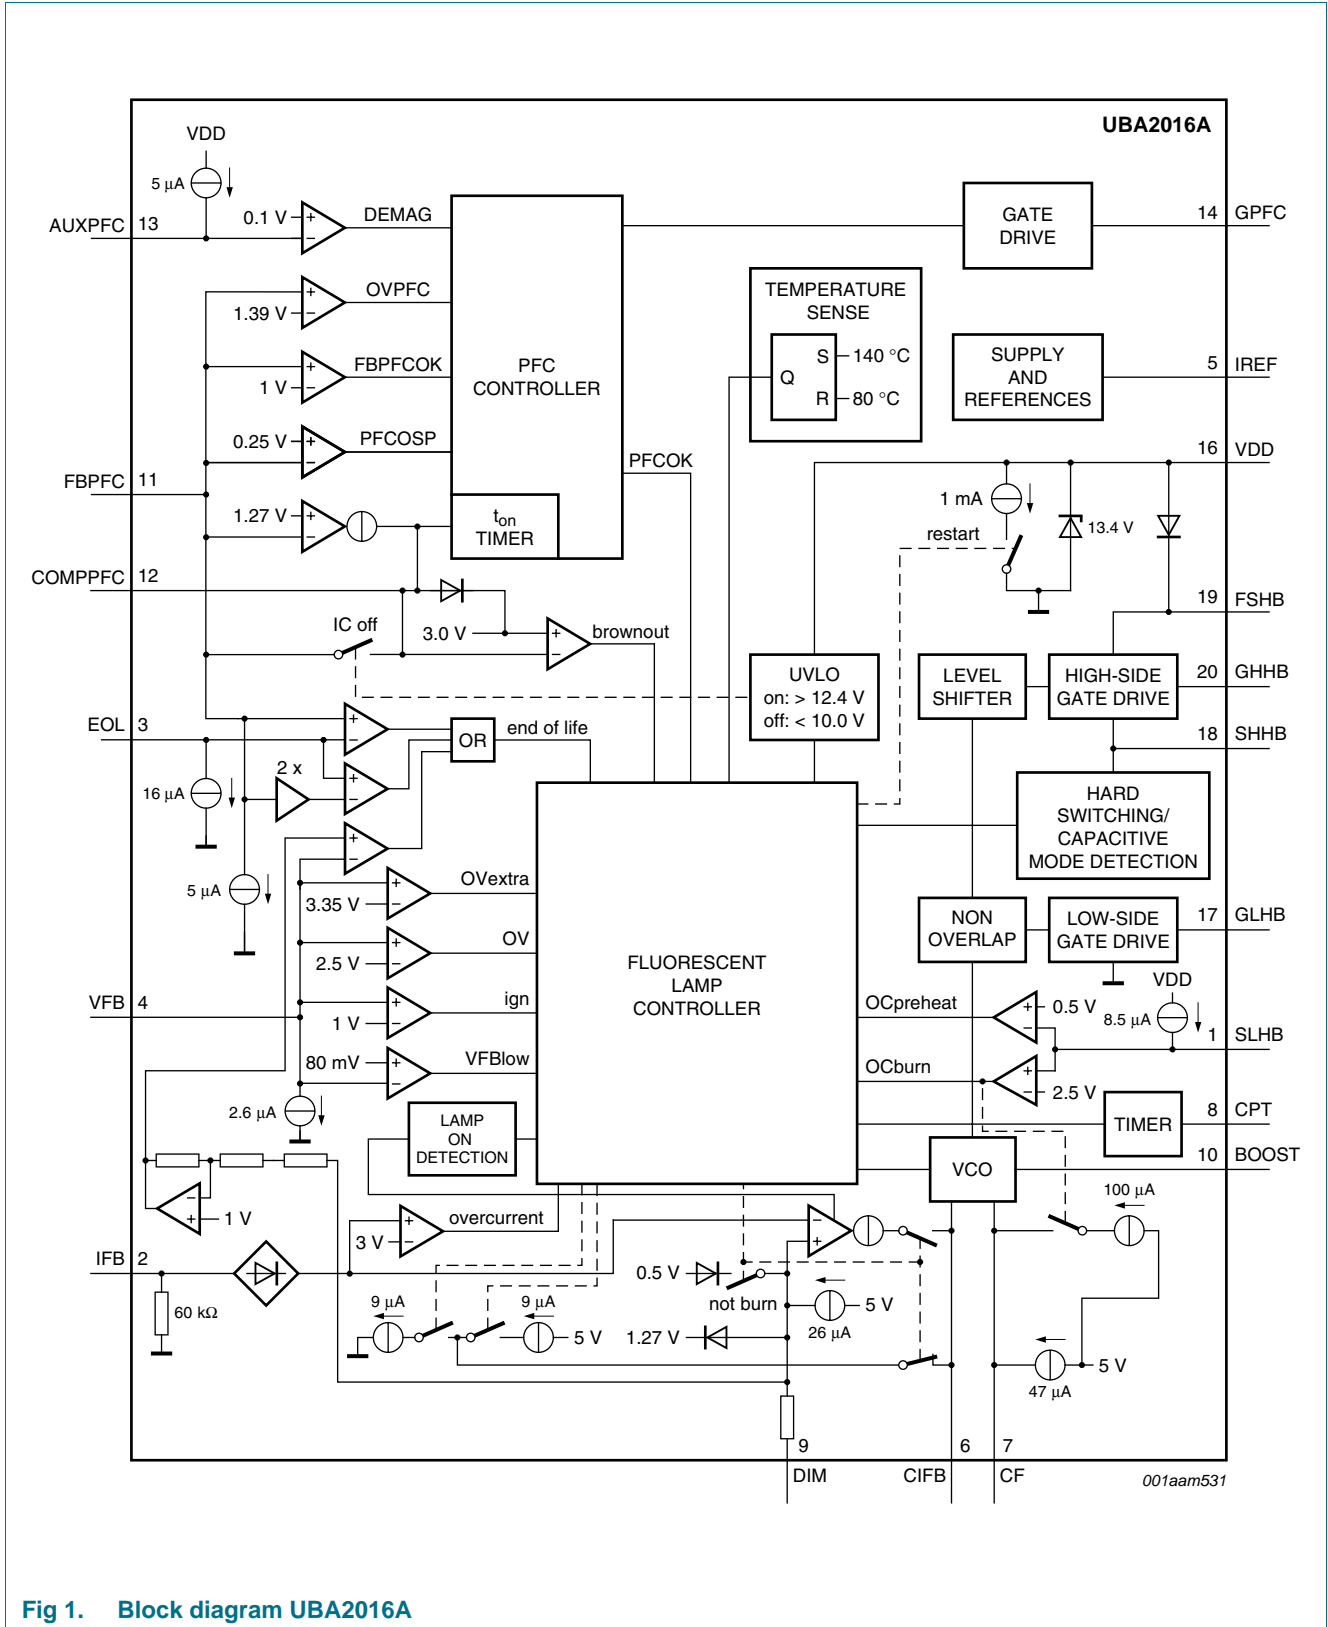 UBA2016A
VDD
5 μA
AUXPFC 13
0.1 V
+
−
DEMAG
GATE
DRIVE
14 GPFC
+
−
OVPFC
1.39 V
TEMPERATURE
SENSE
S
140 °C
Q
R
80 °C
+
−
FBPFCOK
1 V
PFC
CONTROLLER
SUPPLY
AND
REFERENCES
5 IREF
0.25 V
+
−
PFCOSP
PFCOK
16 VDD
FBPFC 11
1.27 V
+
−
ton
TIMER
1 mA
restart
13.4 V
COMPPFC 12
19 FSHB
IC off
3.0 V
+
−
brownout
UVLO
on: > 12.4 V
off: < 10.0 V
LEVEL
SHIFTER
HIGH-SIDE
GATE DRIVE
20 GHHB
EOL 3
+
−
OR
end of life
18 SHHB
2 x
+
−
16 μA
HARD
SWITCHING/
CAPACITIVE
MODE DETECTION
+
−
5 μA
+
−
OVextra
3.35 V
NON
OVERLAP
LOW-SIDE
GATE DRIVE
17 GLHB
+
−
OV
2.5 V
FLUORESCENT
LAMP
CONTROLLER
VDD
VFB 4
+
−
ign
1 V
OCpreheat
+
−
0.5 V
8.5 μA
1 SLHB
80 mV
+
−
VFBlow
OCburn
+
−
2.5 V
2.6 μA
LAMP
ON
DETECTION
TIMER
8 CPT
VCO
10 BOOST
−
+
1 V
100 μA
+
−
overcurrent
3 V
−
+
IFB 2
0.5 V
not burn
60 kΩ
9 μA
9 μA
5 V
1.27 V
26 μA
5 V
47 μA
5 V
9
6
7
DIM
CIFB
CF
001aam531
Fig 1. Block diagram UBA2016A